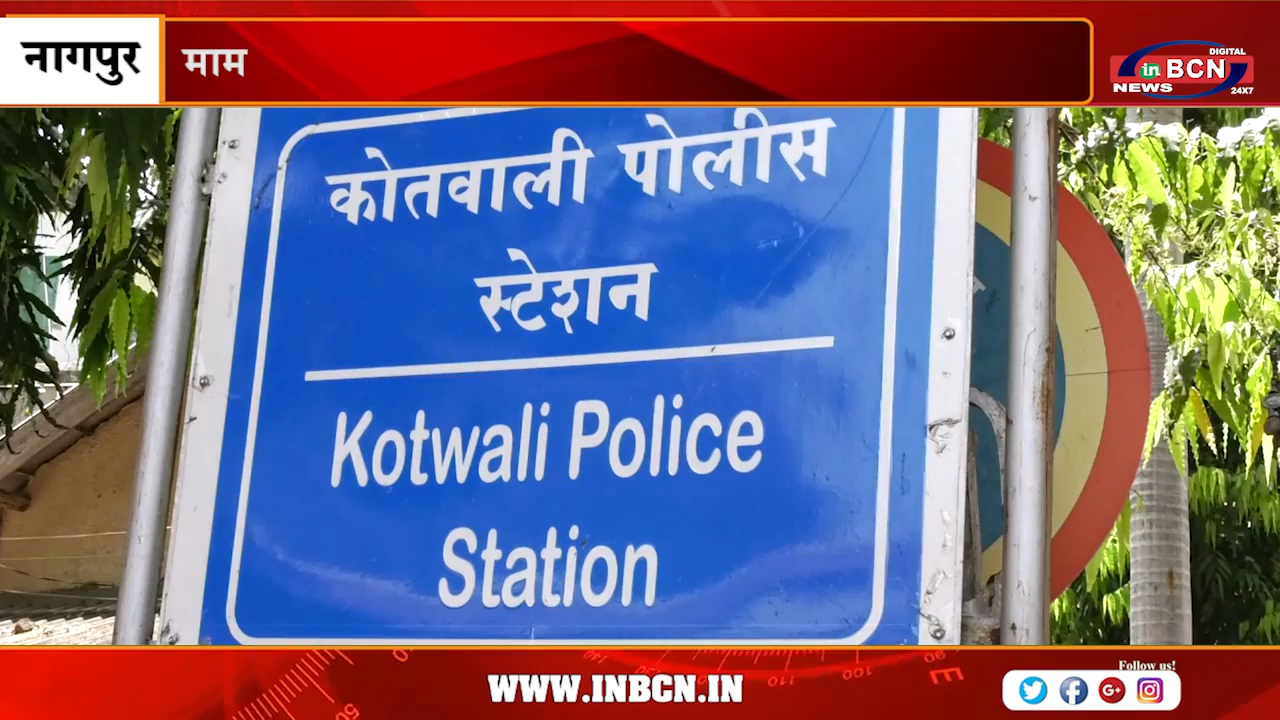 नागपुर
माम
DIGITAL
in BCN
NEWS 24X7
कोतवाली पोलीस
स्टेशन
Kotwali Police
Station
WWW.INBCN.IN
Follow us!